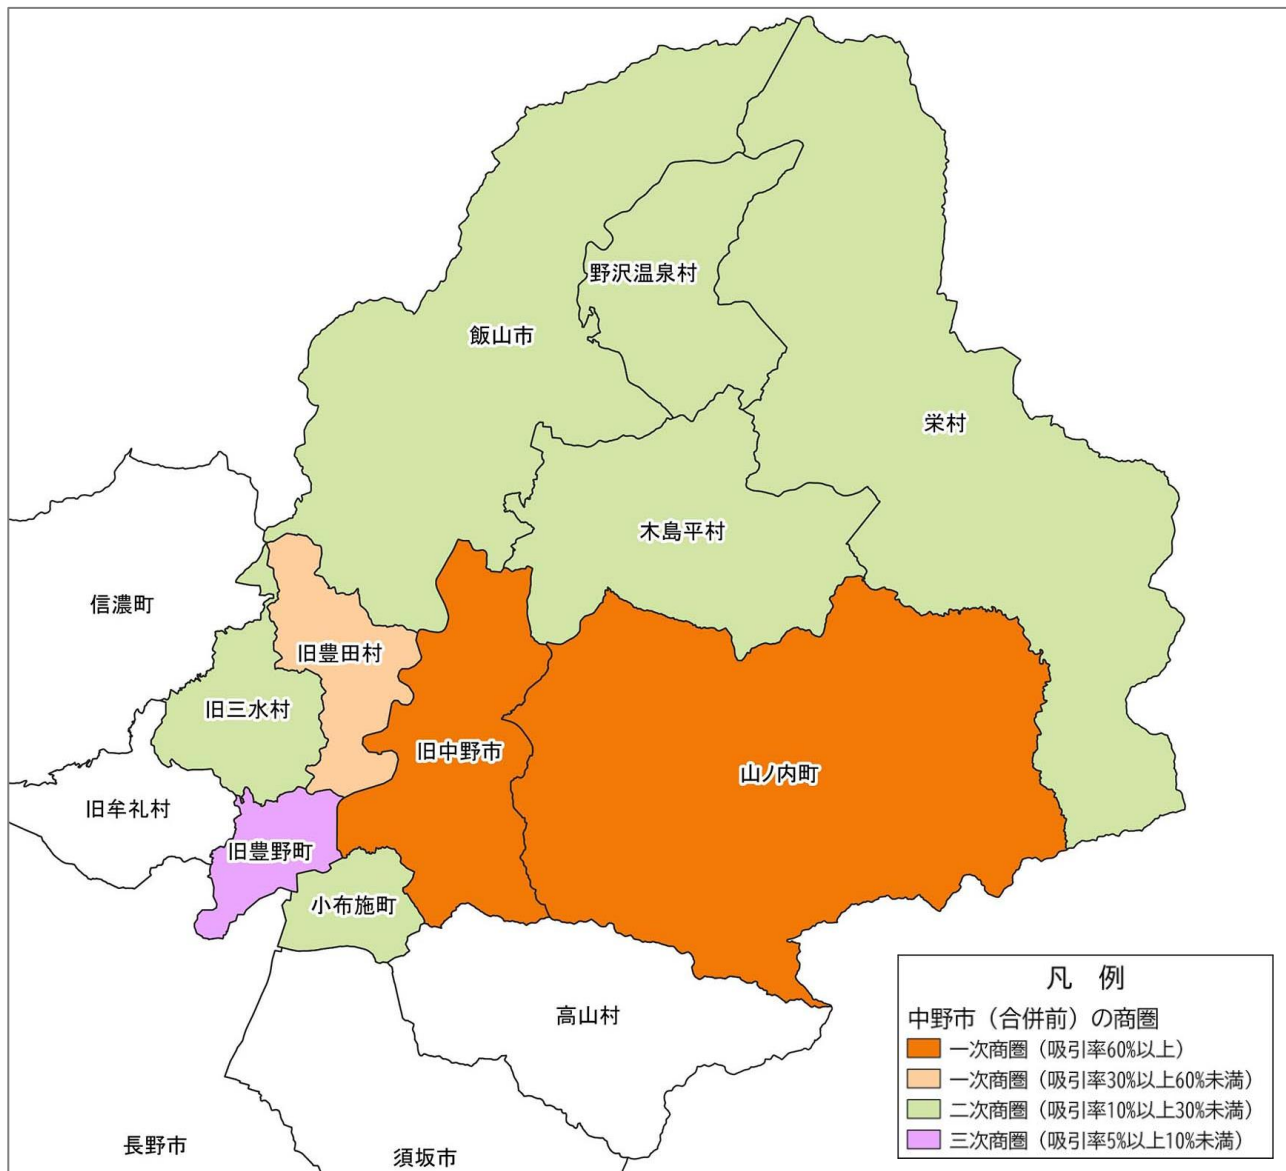 野沢温泉村
飯山市
栄村
木島平村
信濃町
旧豊田村
旧三水村
旧中野市
山ノ内町
旧牟礼村
旧豊野町
小布施町
高山村
長野市
須坂市
凡 例
中野市（合併前）の商圏
一次商圏（吸引率60%以上）
一次商圏（吸引率30%以上60%未満）
二次商圏（吸引率10%以上30%未満）
三次商圏（吸引率5%以上10%未満）